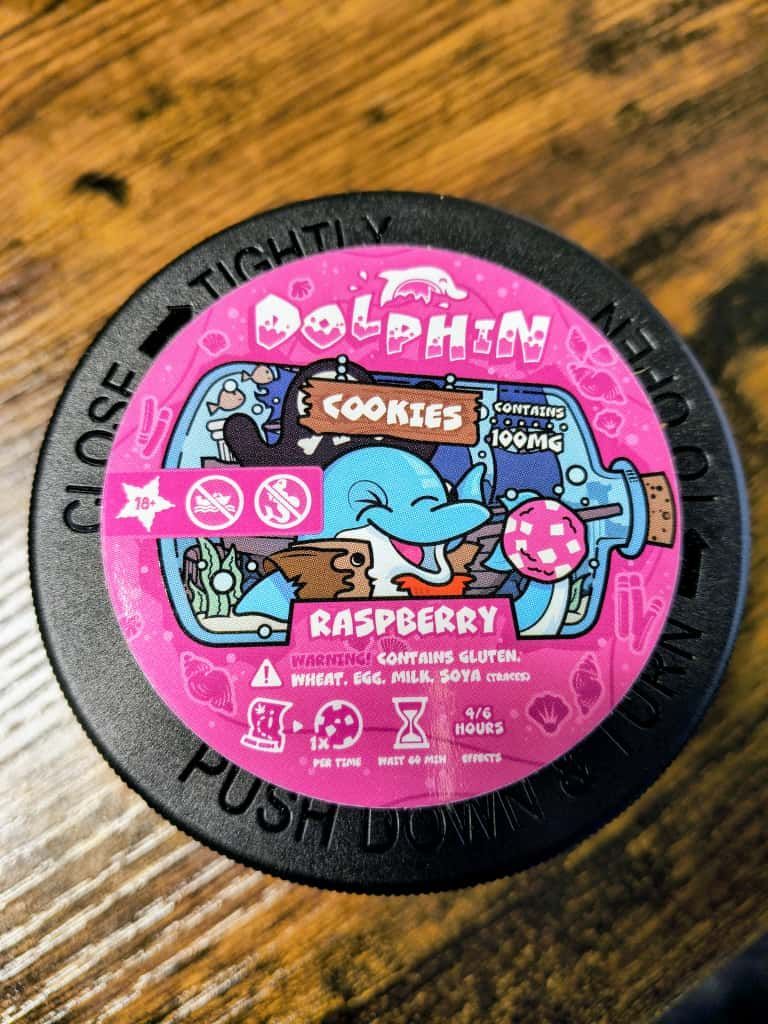 CLOSE TIGHTLY
TO OPEN
PUSH DOWN & TURN
DOLPHIN
COOKIES
CONTAINS
100MG
18+
RASPBERRY
WARNING! CONTAINS GLUTEN.
WHEAT. EGG. MILK. SOYA (TRACES)
1X
4/6
HOURS
PER TIME WAIT 60 MIN EFFECTS